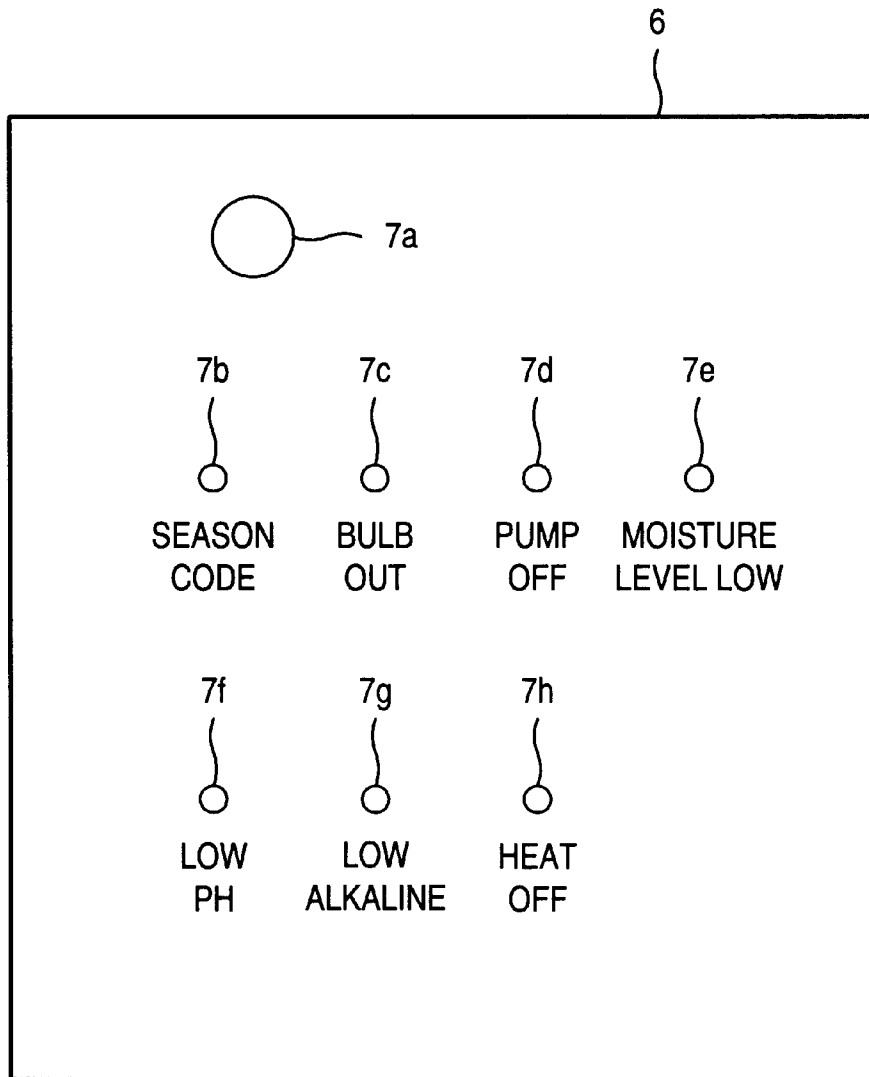 6
7a
7b 7c 7d 7e
SEASON BULB PUMP MOISTURE
CODE OUT OFF LEVEL LOW
7f 7g 7h
LOW LOW HEAT
PH ALKALINE OFF